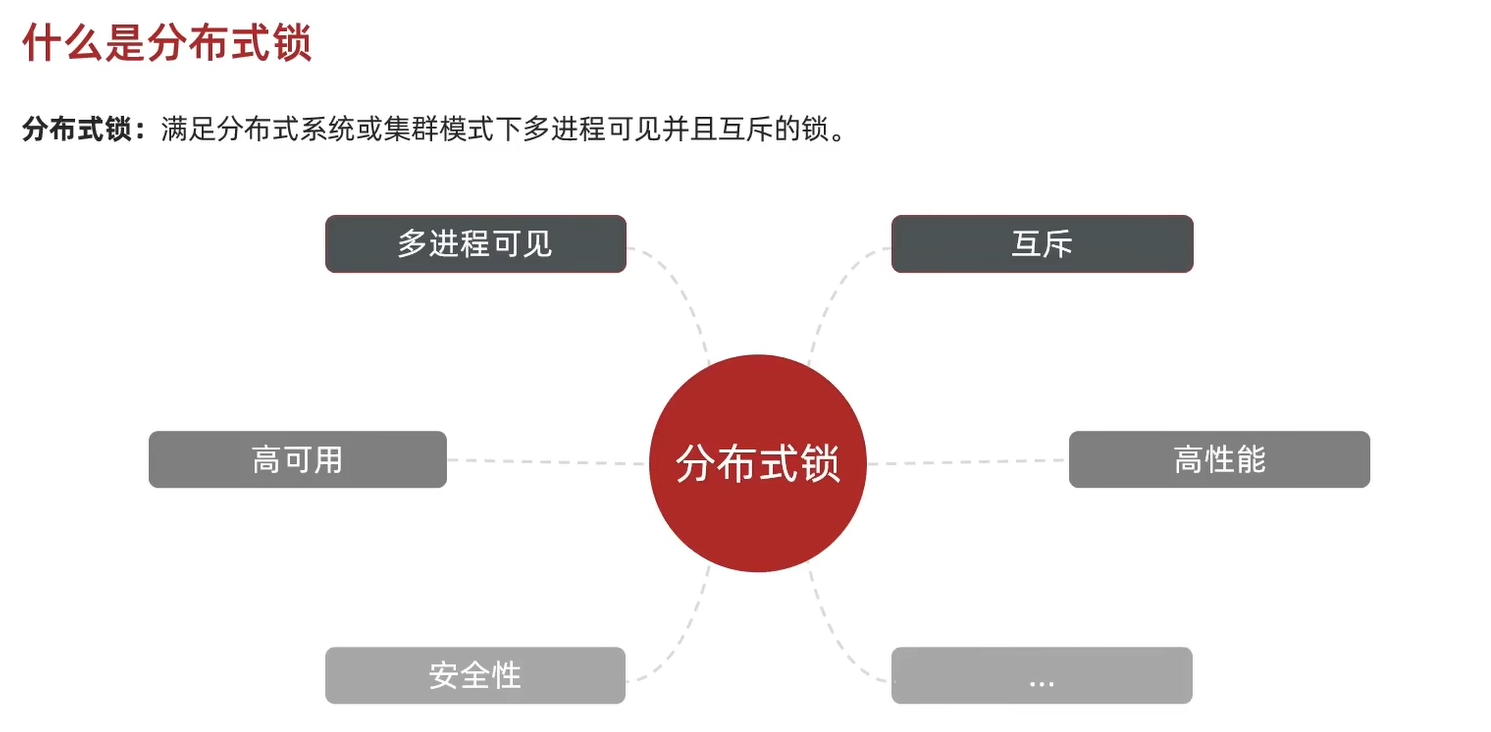 什么是分布式锁
分布式锁：满足分布式系统或集群模式下多进程可见并且互斥的锁。
多进程可见
互斥
高可用
分布式锁
高性能
安全性
...